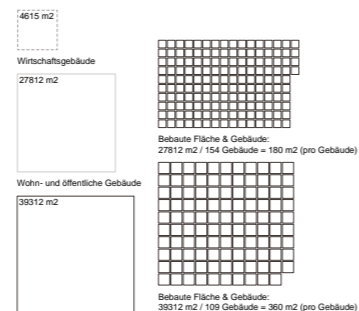 4615 m2
Wirtschaftsgebäude
27812 m2
Bebaute Fläche & Gebäude:
27812 m2 / 154 Gebäude = 180 m2 (pro Gebäude)
Wohn- und öffentliche Gebäude
39312 m2
Bebaute Fläche & Gebäude:
39312 m2 / 109 Gebäude = 360 m2 (pro Gebäude)